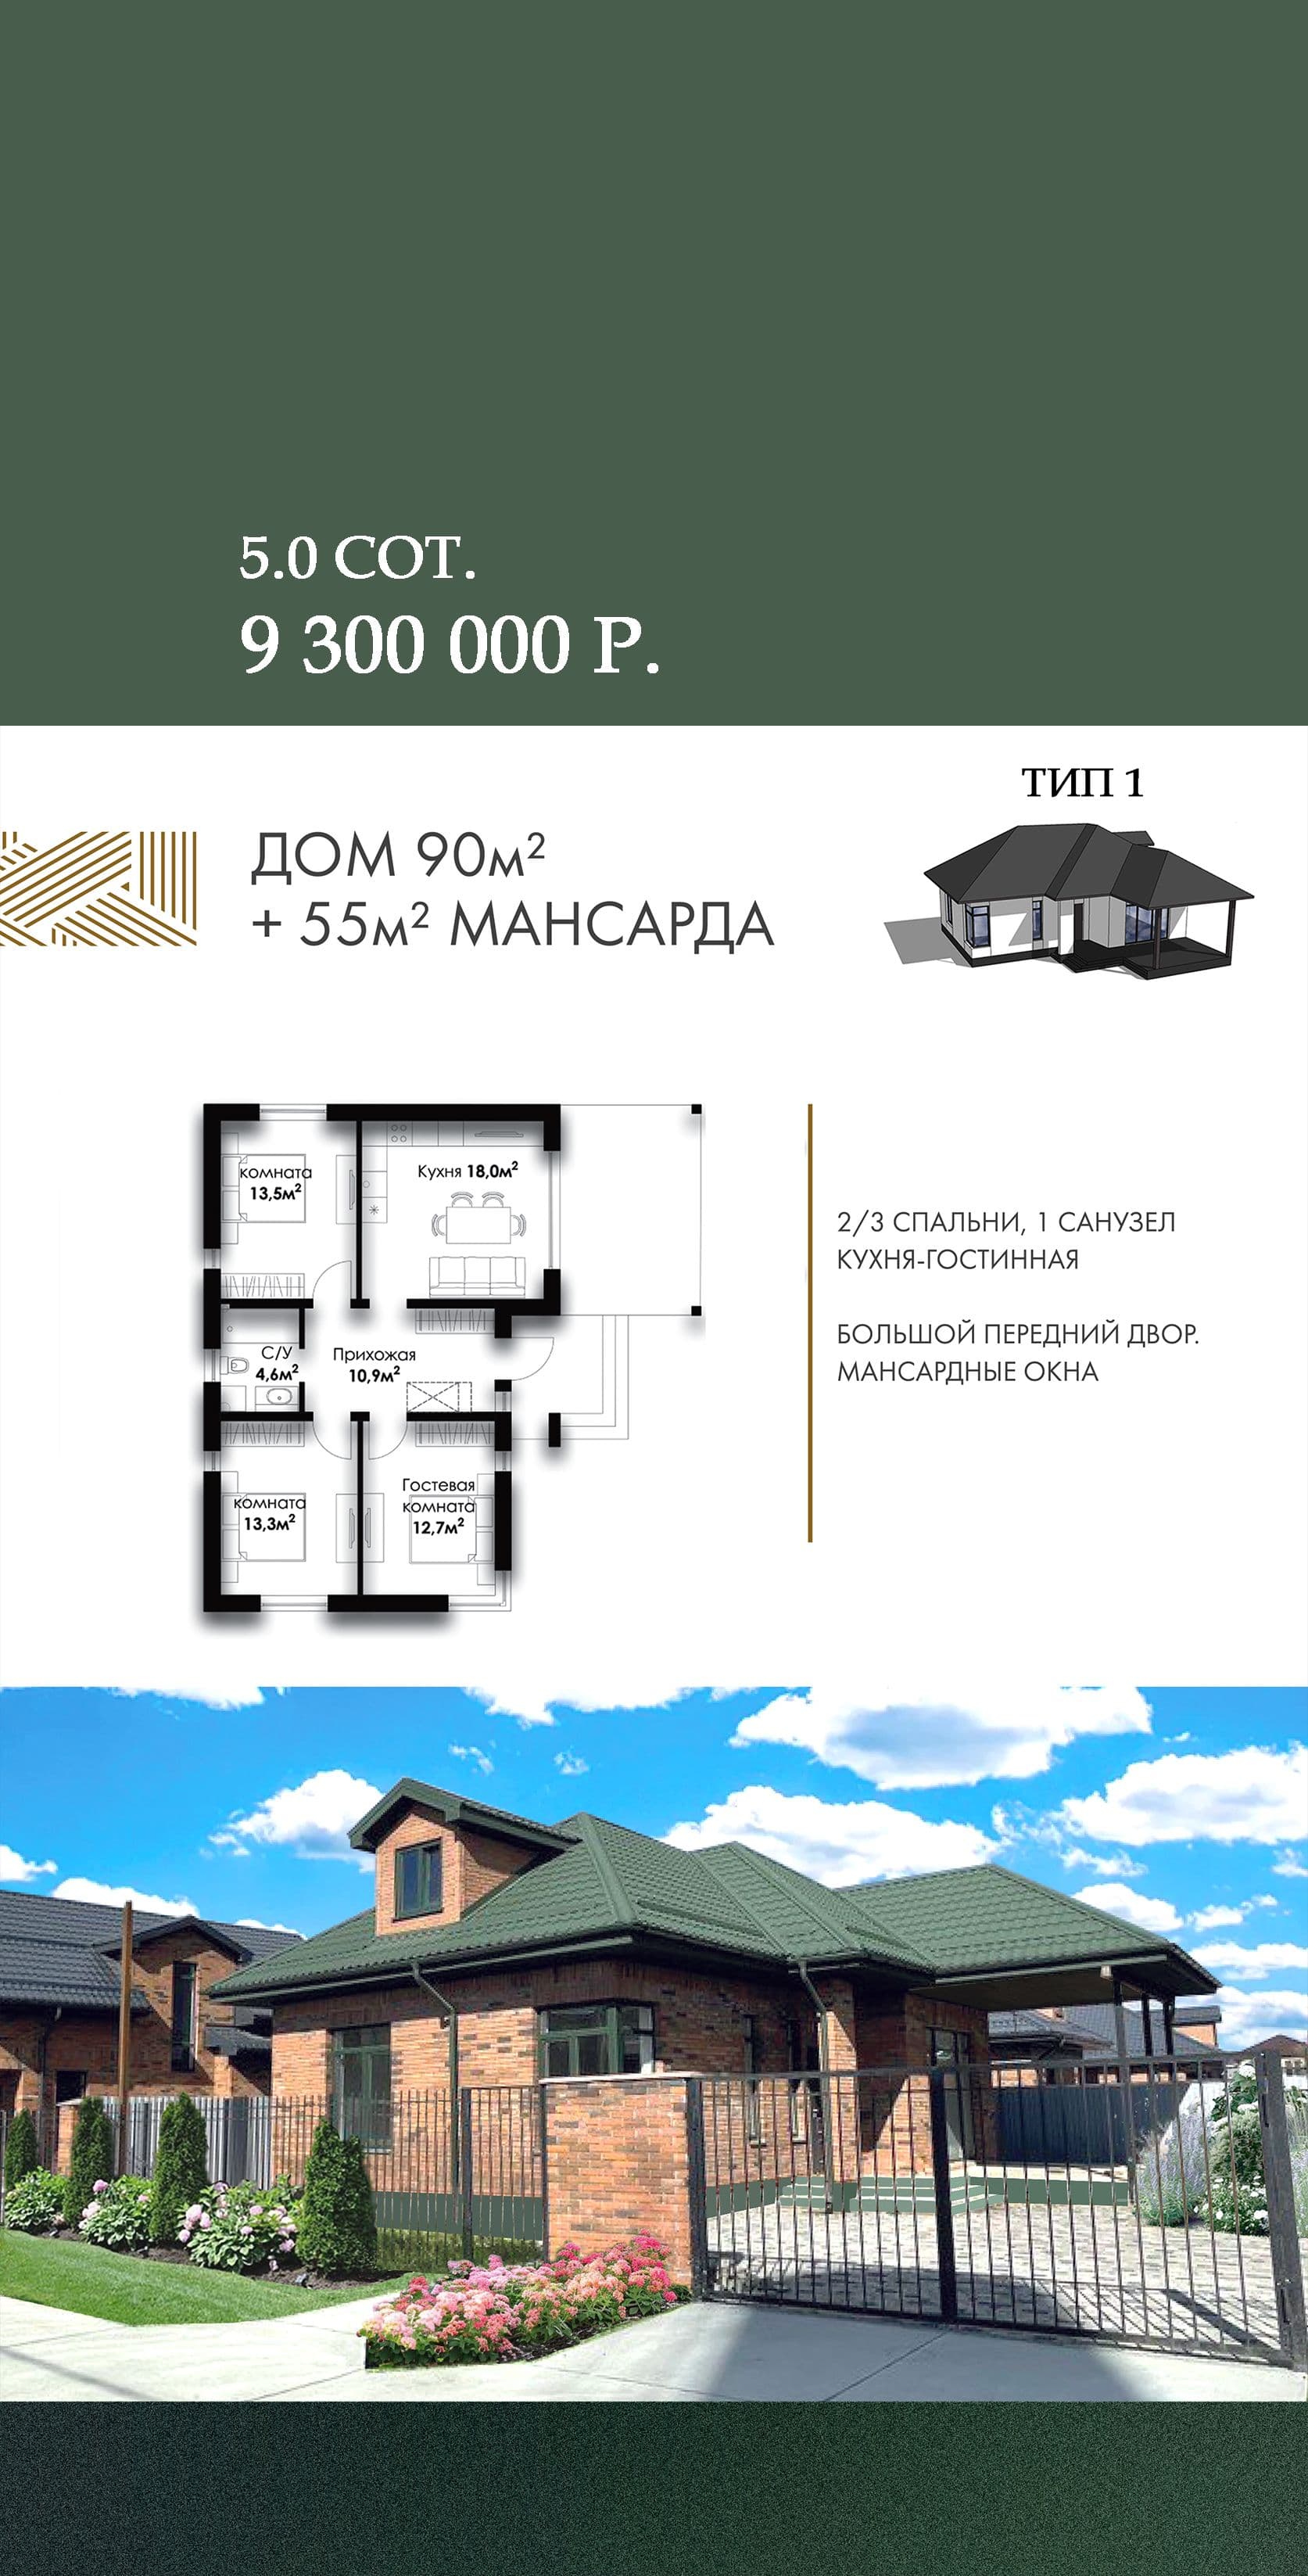 5.0 СОТ.
9 300 000 Р.
ТИП 1
ДОМ 90м²
+ 55м² МАНСАРДА
комната
13,5м²
Кухня 18,0м²
С/У
4,6м²
Прихожая
10,9м²
комната
13,3м²
Гостевая
комната
12,7м²
2/3 СПАЛЬНИ, 1 САНУЗЕЛ
КУХНЯ-ГОСТИННАЯ
БОЛЬШОЙ ПЕРЕДНИЙ ДВОР.
МАНСАРДНЫЕ ОКНА